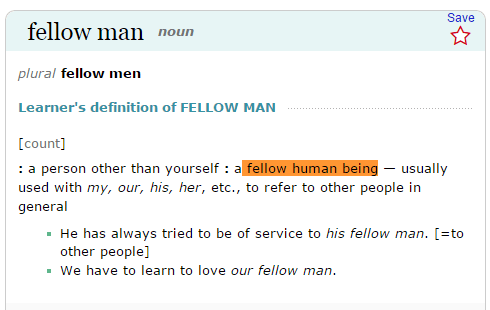 Save
fellow man noun
plural fellow men
Learner's definition of FELLOW MAN
[count]
: a person other than yourself : a fellow human being — usually
used with my, our, his, her, etc., to refer to other people in
general
He has always tried to be of service to his fellow man. [=to
other people]
We have to learn to love our fellow man.